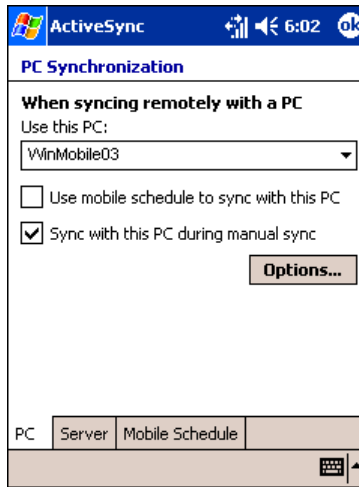 ActiveSync 6:02 ok
PC Synchronization
When syncing remotely with a PC
Use this PC:
WinMobile03
Use mobile schedule to sync with this PC
Sync with this PC during manual sync
Options...
PC Server Mobile Schedule